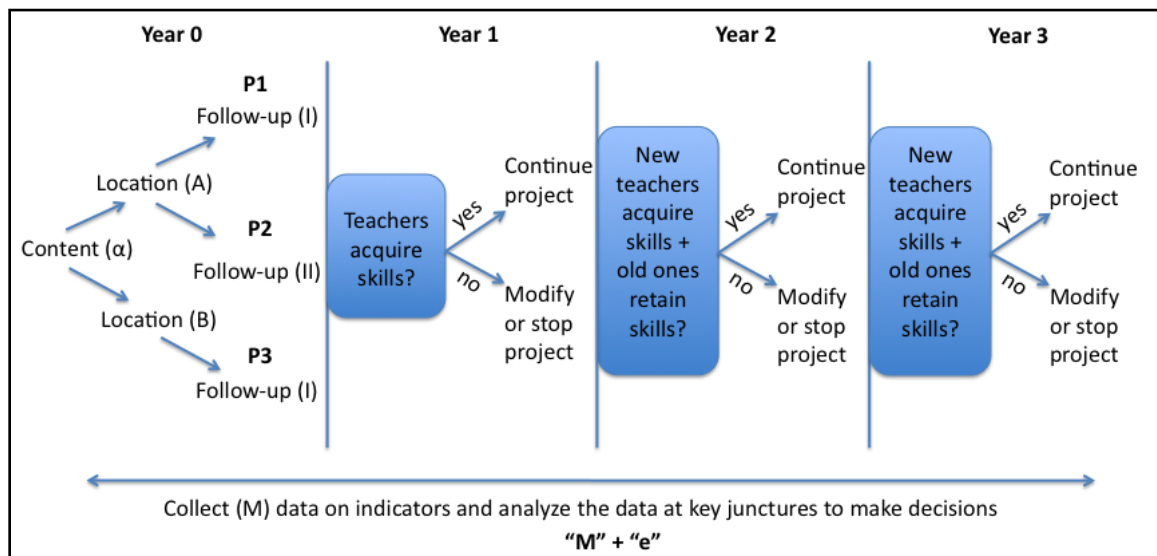 Year 0
Year 1
Year 2
Year 3
P1
Follow-up (I)
Location (A)
P2
Content (α)
Follow-up (II)
Location (B)
P3
Follow-up (I)
Teachers
acquire
skills?
yes
no
Continue
project
Modify
or stop
project
New
teachers
acquire
skills +
old ones
retain
skills?
yes
no
Continue
project
Modify
or stop
project
New
teachers
acquire
skills +
old ones
retain
skills?
yes
no
Continue
project
Modify
or stop
project
Collect (M) data on indicators and analyze the data at key junctures to make decisions
“M” + “e”